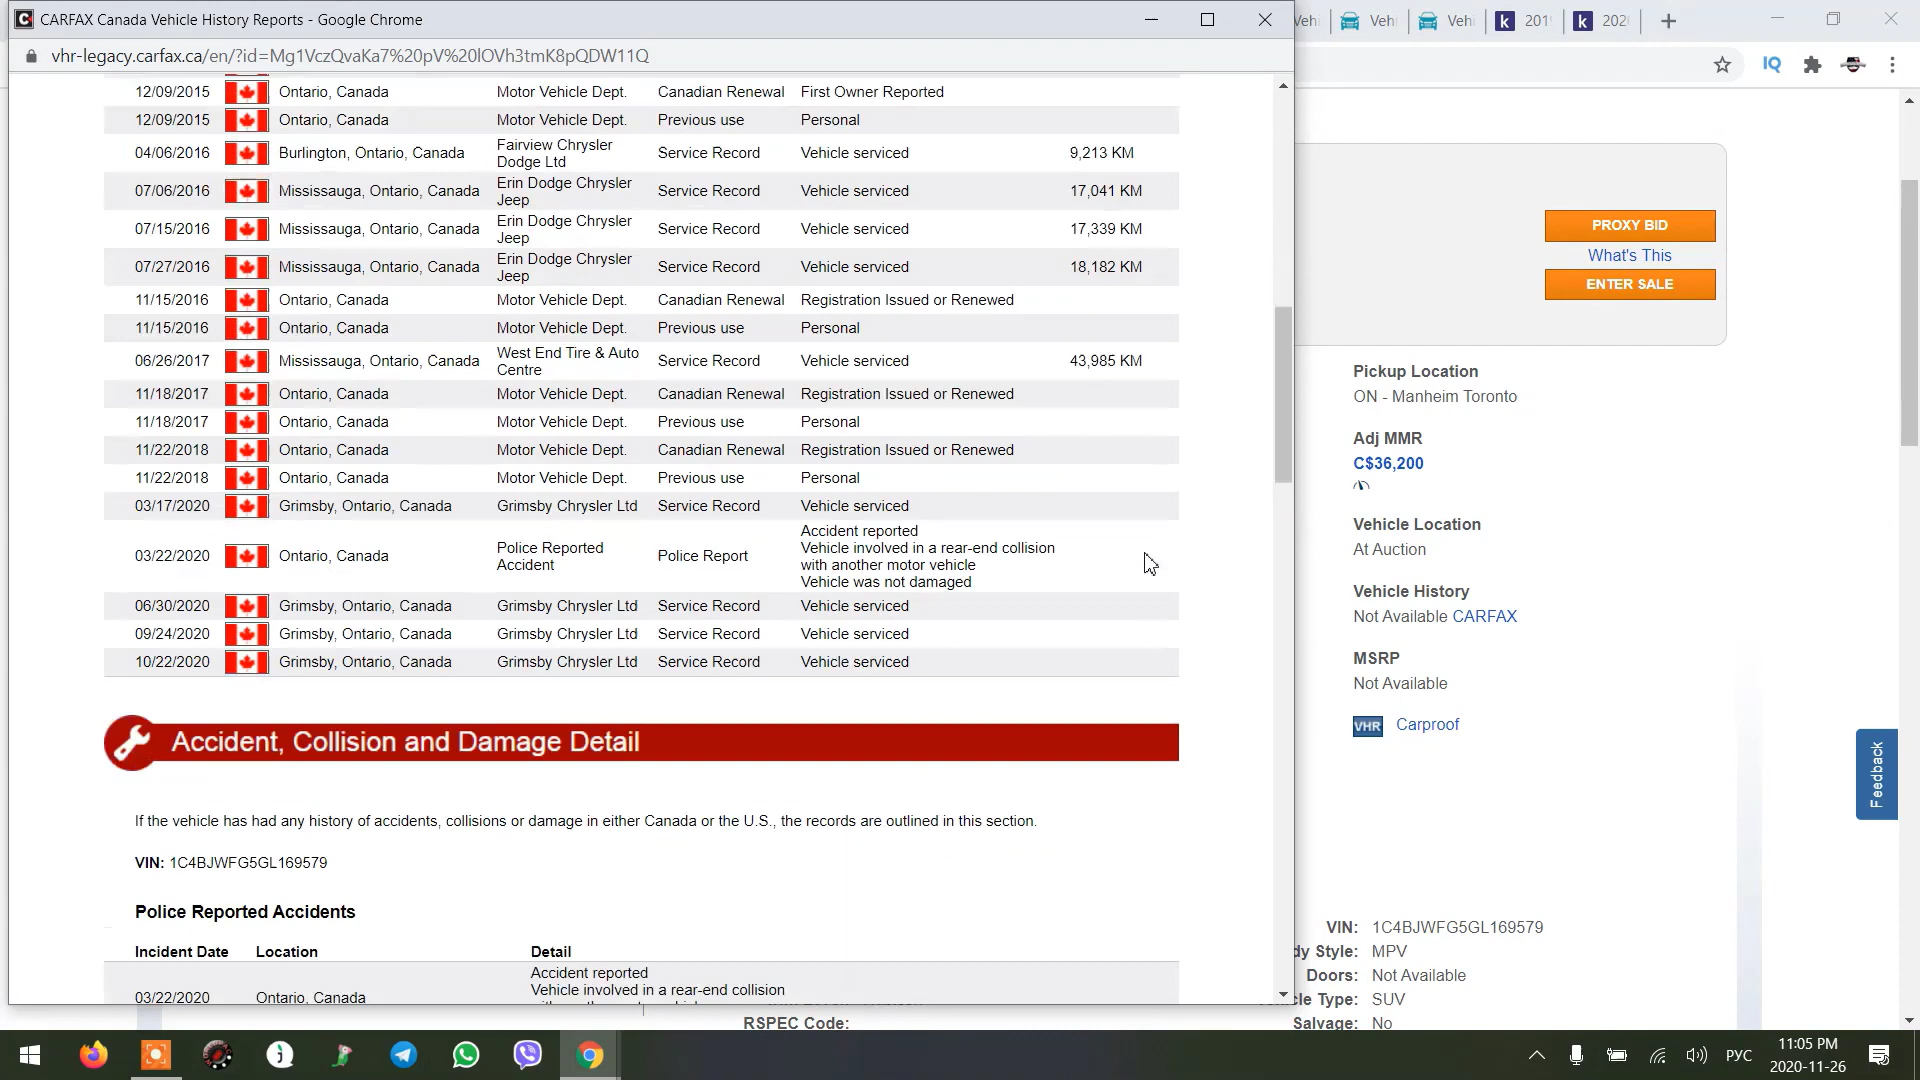 CARFAX Canada Vehicle History Reports - Google Chrome
vhr-legacy.carfax.ca/en/?id=Mg1VczQvaKa7%20pV%20lOVh3tmK8pQDW11Q
Veh
Veh
201
202
IQ
12/09/2015 Ontario, Canada Motor Vehicle Dept. Canadian Renewal First Owner Reported
12/09/2015 Ontario, Canada Motor Vehicle Dept. Previous use Personal
04/06/2016 Burlington, Ontario, Canada Fairview Chrysler Dodge Ltd Service Record Vehicle serviced 9,213 KM
07/06/2016 Mississauga, Ontario, Canada Erin Dodge Chrysler Jeep Service Record Vehicle serviced 17,041 KM
07/15/2016 Mississauga, Ontario, Canada Erin Dodge Chrysler Jeep Service Record Vehicle serviced 17,339 KM
07/27/2016 Mississauga, Ontario, Canada Erin Dodge Chrysler Jeep Service Record Vehicle serviced 18,182 KM
11/15/2016 Ontario, Canada Motor Vehicle Dept. Canadian Renewal Registration Issued or Renewed
11/15/2016 Ontario, Canada Motor Vehicle Dept. Previous use Personal
06/26/2017 Mississauga, Ontario, Canada West End Tire & Auto Centre Service Record Vehicle serviced 43,985 KM
11/18/2017 Ontario, Canada Motor Vehicle Dept. Canadian Renewal Registration Issued or Renewed
11/18/2017 Ontario, Canada Motor Vehicle Dept. Previous use Personal
11/22/2018 Ontario, Canada Motor Vehicle Dept. Canadian Renewal Registration Issued or Renewed
11/22/2018 Ontario, Canada Motor Vehicle Dept. Previous use Personal
03/17/2020 Grimsby, Ontario, Canada Grimsby Chrysler Ltd Service Record Vehicle serviced
03/22/2020 Ontario, Canada Police Reported Accident Police Report Accident reported
Vehicle involved in a rear-end collision
with another motor vehicle
Vehicle was not damaged
06/30/2020 Grimsby, Ontario, Canada Grimsby Chrysler Ltd Service Record Vehicle serviced
09/24/2020 Grimsby, Ontario, Canada Grimsby Chrysler Ltd Service Record Vehicle serviced
10/22/2020 Grimsby, Ontario, Canada Grimsby Chrysler Ltd Service Record Vehicle serviced
Accident, Collision and Damage Detail
If the vehicle has had any history of accidents, collisions or damage in either Canada or the U.S., the records are outlined in this section.
VIN: 1C4BJWFG5GL169579
Police Reported Accidents
Incident Date Location Detail
Accident reported
03/22/2020 Ontario, Canada Vehicle involved in a rear-end collision
PROXY BID
What's This
ENTER SALE
Pickup Location
ON - Manheim Toronto
Adj MMR
C$36,200
Vehicle Location
At Auction
Vehicle History
Not Available CARFAX
MSRP
Not Available
VHR Carproof
Feedback
VIN: 1C4BJWFG5GL169579
dy Style: MPV
Doors: Not Available
cle Type: SUV
RSPEC Code: Salvage: No
РУС
11:05 PM
2020-11-26